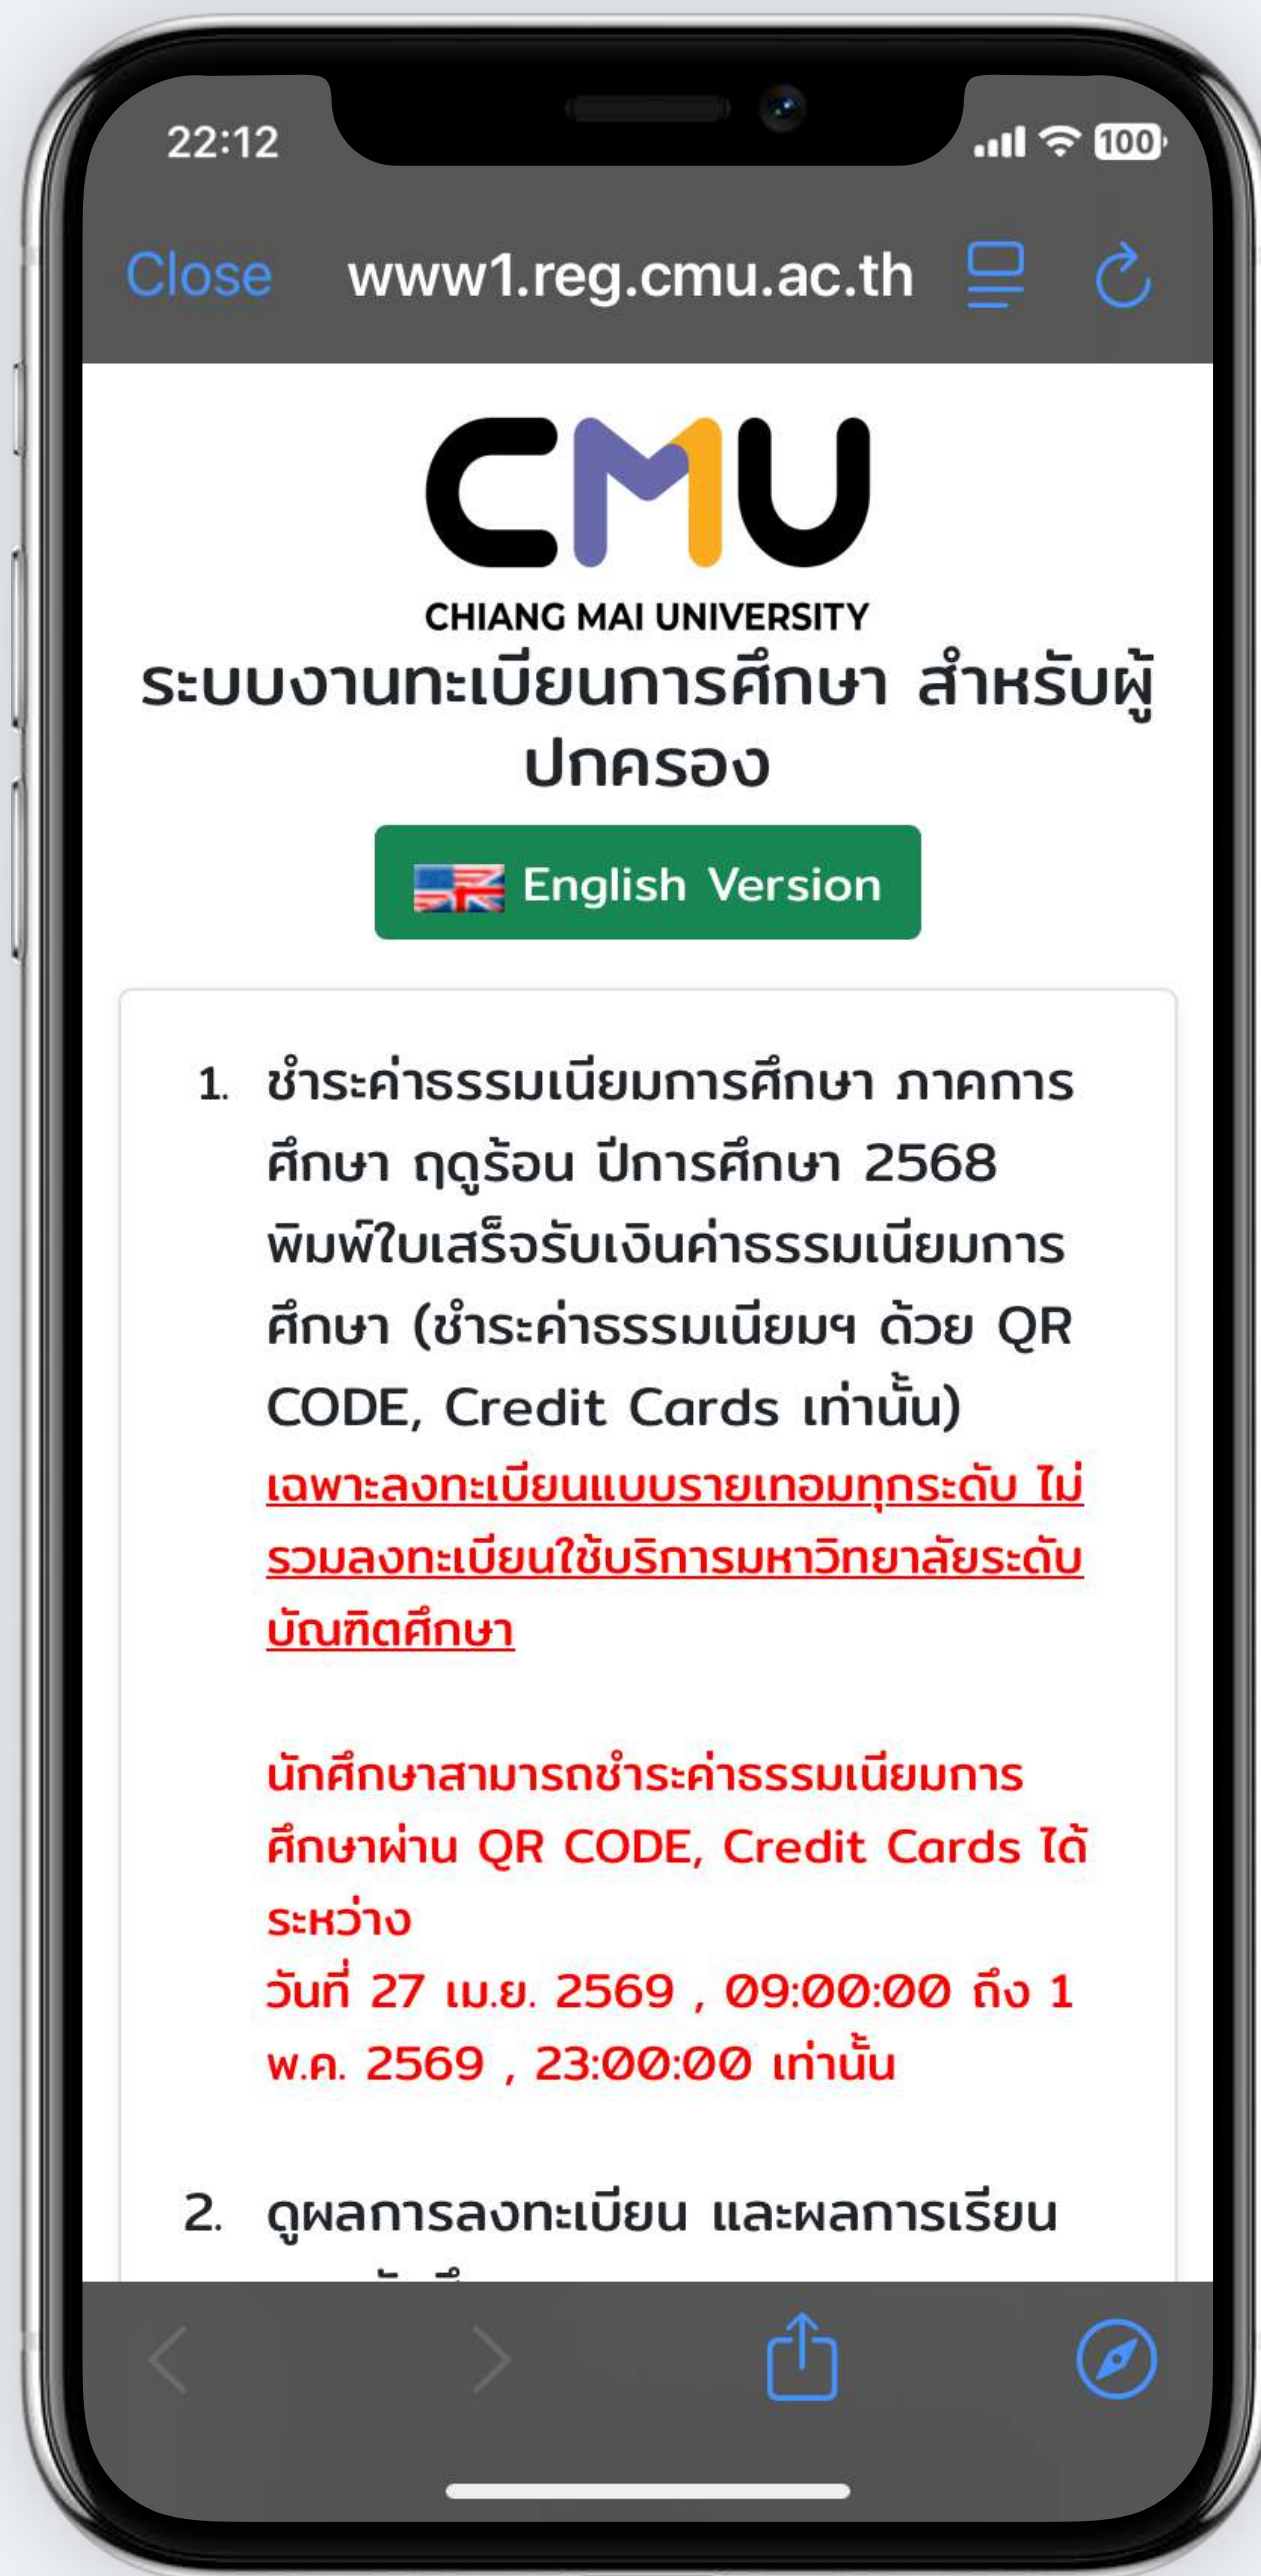 22:12
100
Close www1.reg.cmu.ac.th
CMU
CHIANG MAI UNIVERSITY
ระบบงานทะเบียนการศึกษา สำหรับผู้
ปกครอง
English Version
1. ชำระค่าธรรมเนียมการศึกษา ภาคการ
ศึกษา ฤดูร้อน ปีการศึกษา 2568
พิมพ์ใบเสร็จรับเงินค่าธรรมเนียมการ
ศึกษา (ชำระค่าธรรมเนียมฯ ด้วย QR
CODE, Credit Cards เท่านั้น)
เฉพาะลงทะเบียนแบบรายเทอมทุกระดับ ไม่
รวมลงทะเบียนใช้บริการมหาวิทยาลัยระดับ
บัณฑิตศึกษา
นักศึกษาสามารถชำระค่าธรรมเนียมการ
ศึกษาผ่าน QR CODE, Credit Cards ได้
ระหว่าง
วันที่ 27 เม.ย. 2569 , 09:00:00 ถึง 1
พ.ค. 2569 , 23:00:00 เท่านั้น
2. ดูผลการลงทะเบียน และผลการเรียน